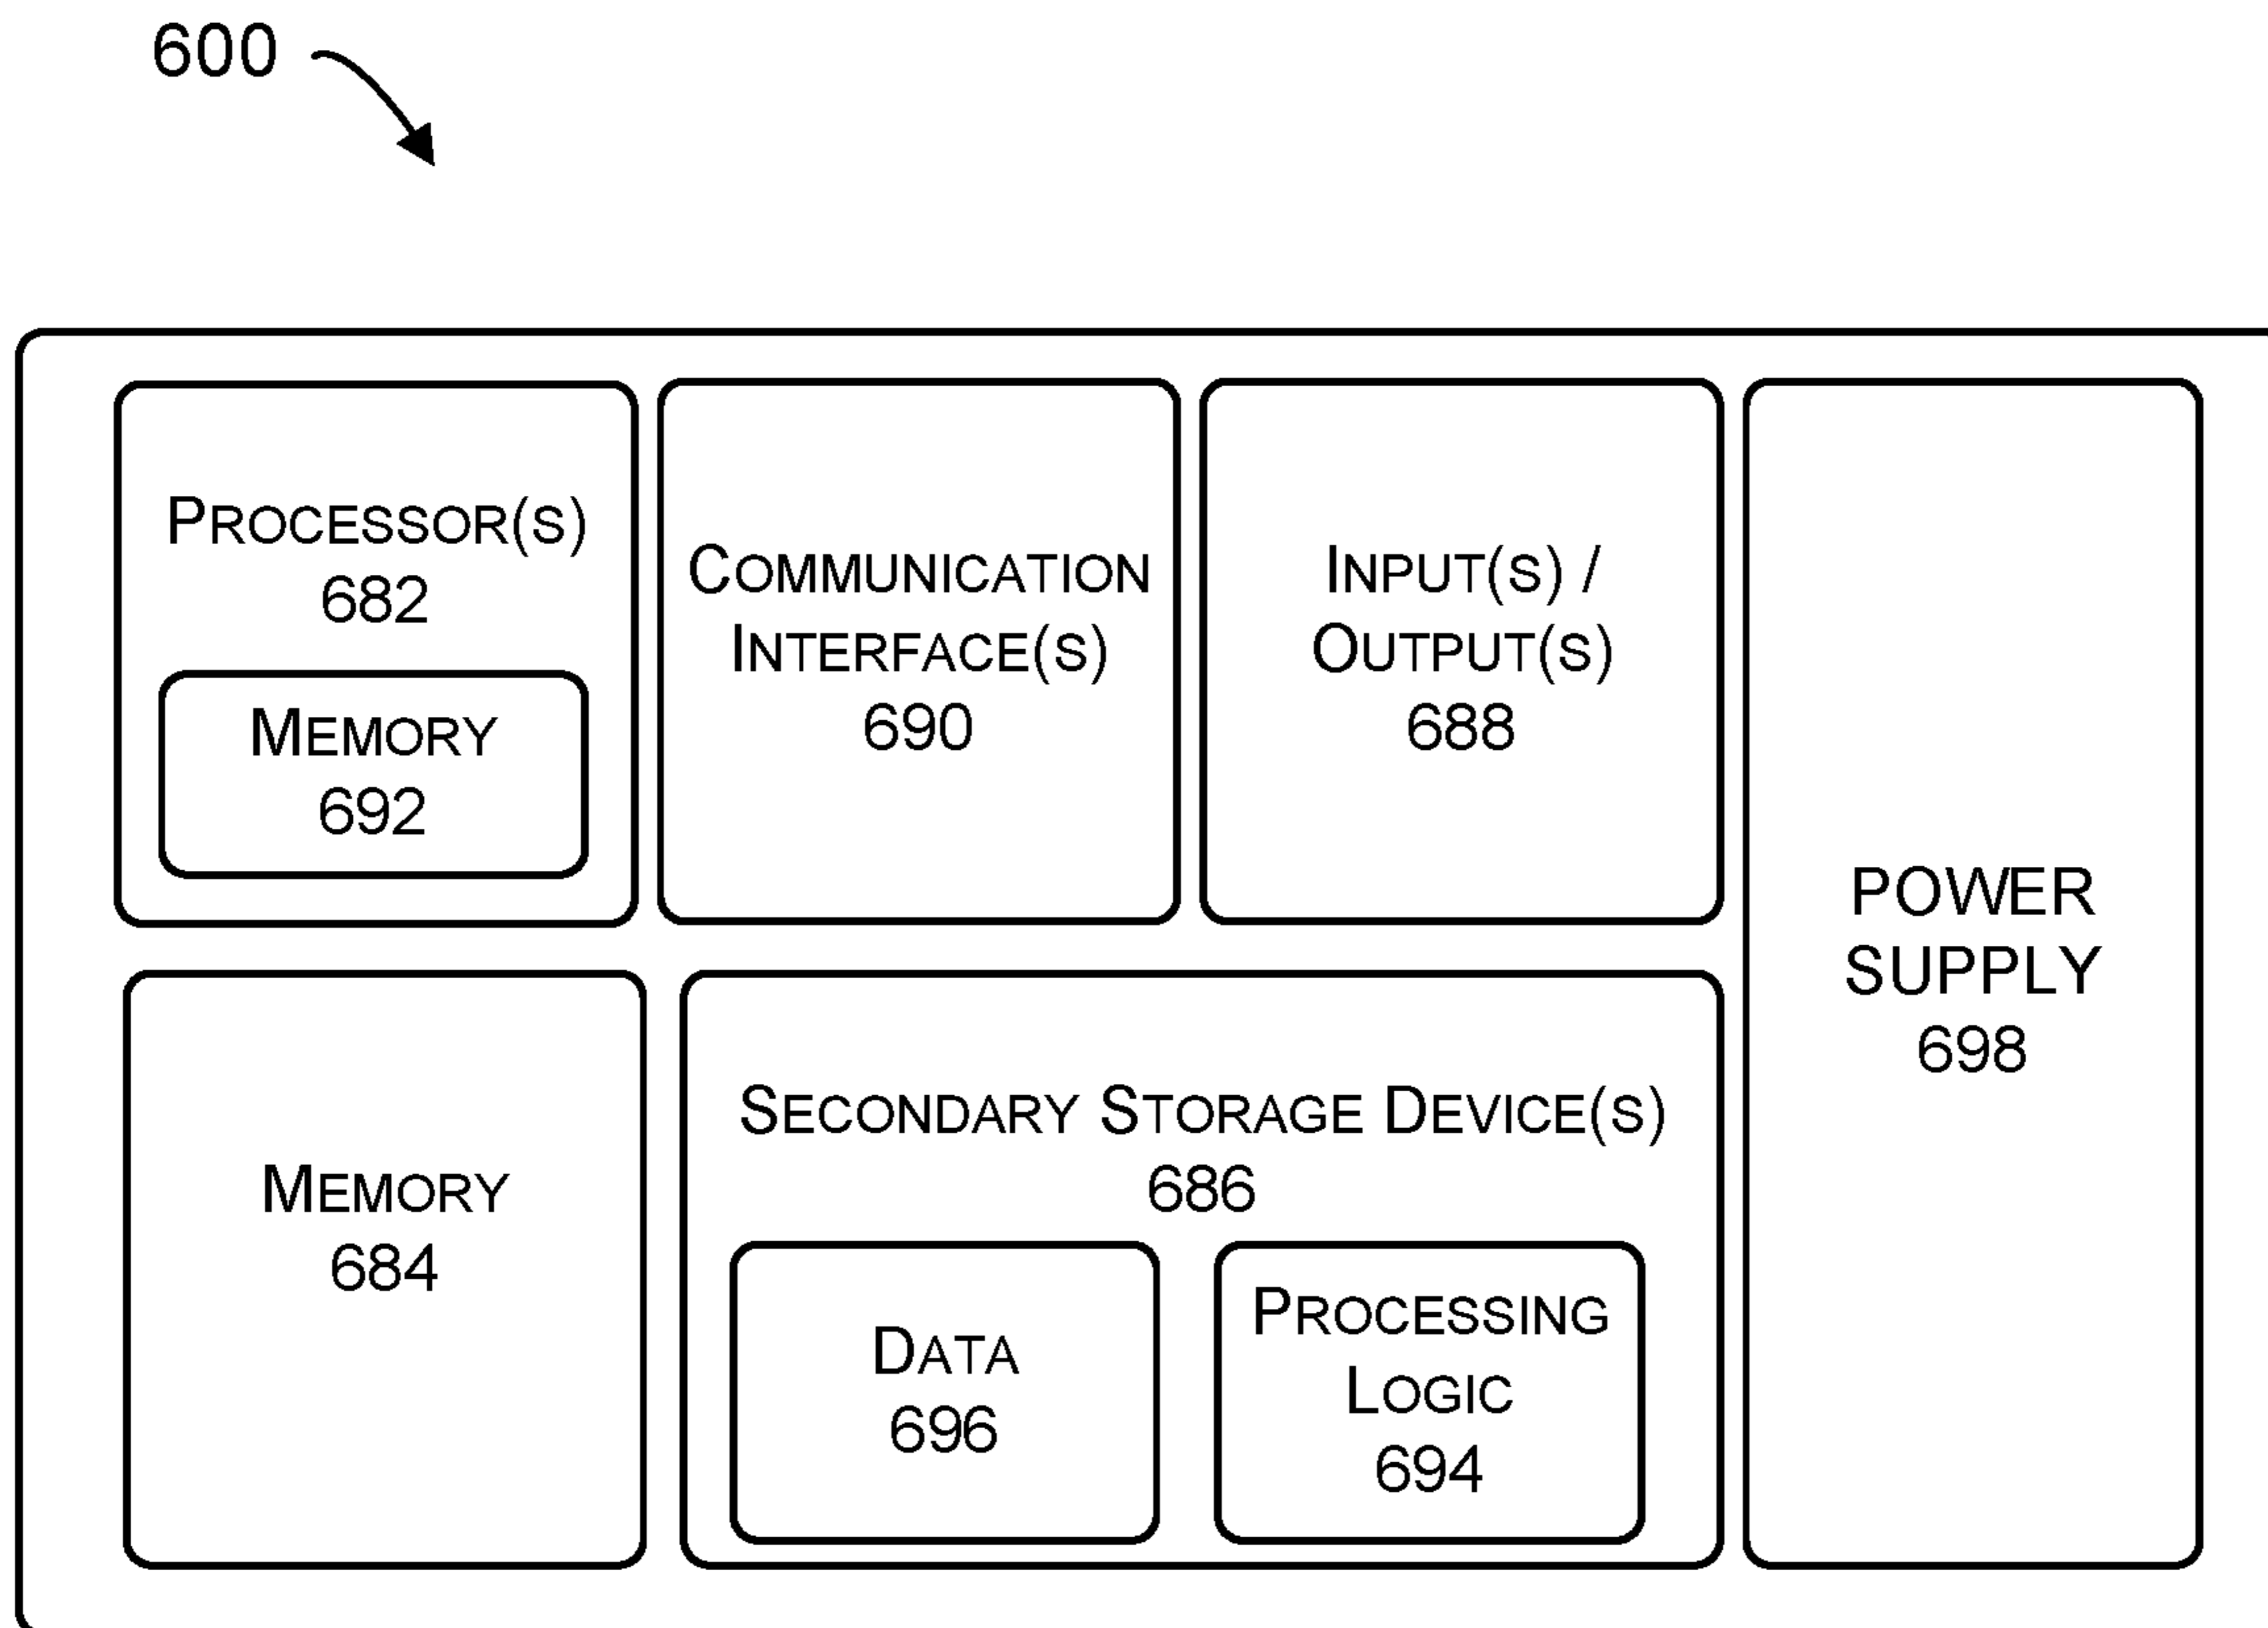 600
PROCESSOR(S)
682
MEMORY
692
COMMUNICATION
INTERFACE(S)
690
INPUT(S) /
OUTPUT(S)
688
POWER
SUPPLY
698
MEMORY
684
SECONDARY STORAGE DEVICE(S)
686
DATA
696
PROCESSING
LOGIC
694